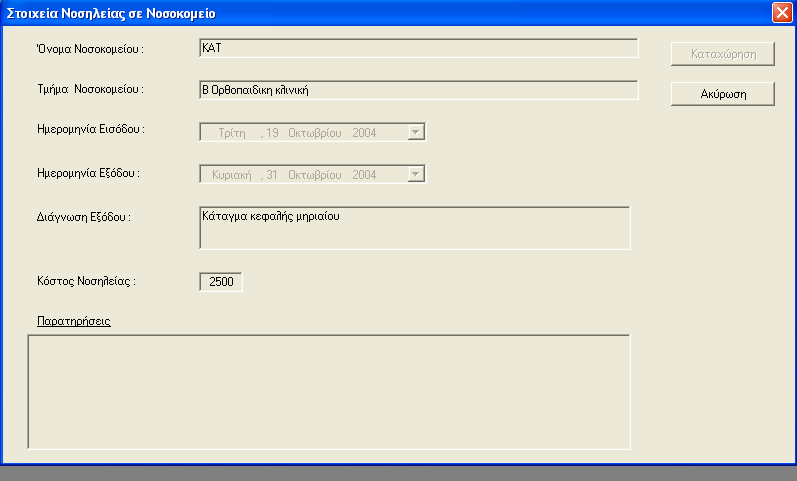 Στοιχεία Νοσηλείας σε Νοσοκομείο
Όνομα Νοσοκομείου : ΚΑΤ
Καταχώρηση
Τμήμα Νοσοκομείου : Β Ορθοπαιδικη κλινική
Ακύρωση
Ημερομηνία Εισόδου : Τρίτη , 19 Οκτωβρίου 2004
Ημερομηνία Εξόδου : Κυριακή , 31 Οκτωβρίου 2004
Διάγνωση Εξόδου : Κάταγμα κεφαλής μηριαίου
Κόστος Νοσηλείας : 2500
Παρατηρήσεις